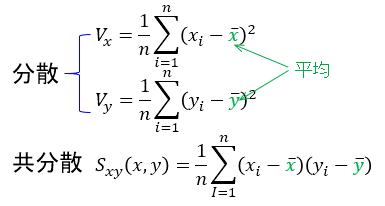 V_x = \frac{1}{n}\sum_{i=1}^{n}(x_i − \bar{x})^2
分散
平均
V_y = \frac{1}{n}\sum_{i=1}^{n}(y_i − \bar{y})^2
共分散 S_{xy}(x, y) = \frac{1}{n}\sum_{I=1}^{n}(x_i − \bar{x})(y_i − \bar{y})